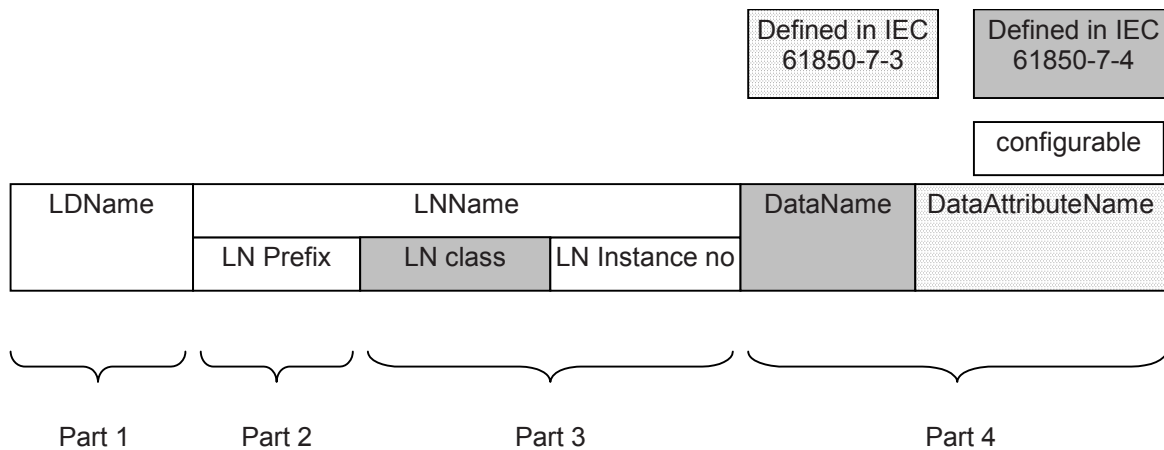 Defined in IEC
61850-7-3
Defined in IEC
61850-7-4
configurable
LDName
LNName
DataName
DataAttributeName
LN Prefix
LN class
LN Instance no
Part 1
Part 2
Part 3
Part 4